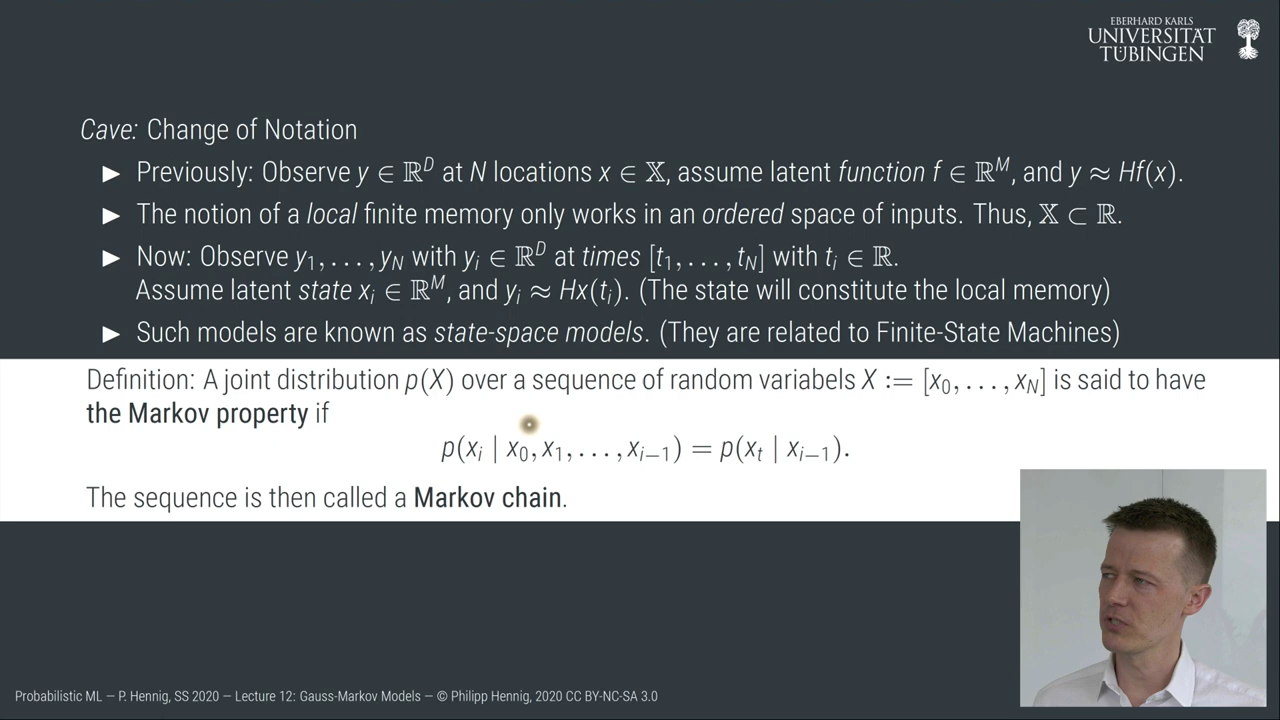 EBERHARD KARLS
UNIVERSITÄT
TÜBINGEN
Cave: Change of Notation
▶ Previously: Observe y ∈ ℝ^D at N locations x ∈ 𝕏, assume latent function f ∈ ℝ^M, and y ≈ Hf(x).
▶ The notion of a local finite memory only works in an ordered space of inputs. Thus, 𝕏 ⊂ ℝ.
▶ Now: Observe y_1, . . . , y_N with y_i ∈ ℝ^D at times [t_1, . . . , t_N] with t_i ∈ ℝ.
Assume latent state x_i ∈ ℝ^M, and y_i ≈ Hx(t_i). (The state will constitute the local memory)
▶ Such models are known as state-space models. (They are related to Finite-State Machines)
Definition: A joint distribution p(X) over a sequence of random variabels X := [x_0, . . . , x_N] is said to have
the Markov property if
p(x_i | x_0, x_1, . . . , x_{i−1}) = p(x_t | x_{i−1}).
The sequence is then called a Markov chain.
Probabilistic ML — P. Hennig, SS 2020 — Lecture 12: Gauss-Markov Models — © Philipp Hennig, 2020 CC BY-NC-SA 3.0